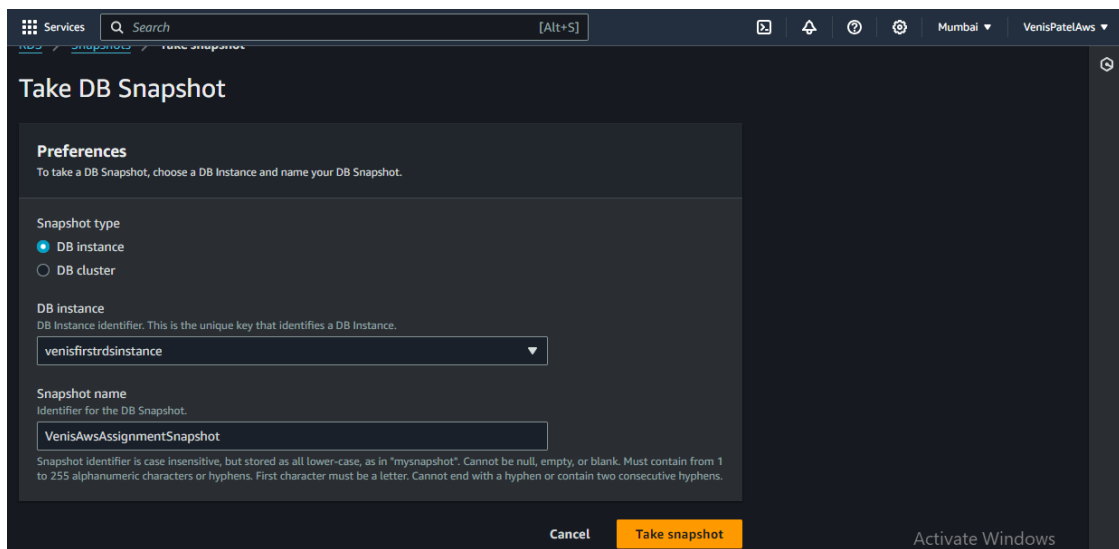 Services
Search [Alt+S]
Mumbai
VenisPatelAws
RDS / Snapshots / Take snapshot
Take DB Snapshot
Preferences
To take a DB Snapshot, choose a DB Instance and name your DB Snapshot.
Snapshot type
DB instance
DB cluster
DB instance
DB Instance identifier. This is the unique key that identifies a DB Instance.
venisfirstrdsinstance
Snapshot name
Identifier for the DB Snapshot.
VenisAwsAssignmentSnapshot
Snapshot identifier is case insensitive, but stored as all lower-case, as in "mysnapshot". Cannot be null, empty, or blank. Must contain from 1
to 255 alphanumeric characters or hyphens. First character must be a letter. Cannot end with a hyphen or contain two consecutive hyphens.
Cancel
Take snapshot
Activate Windows